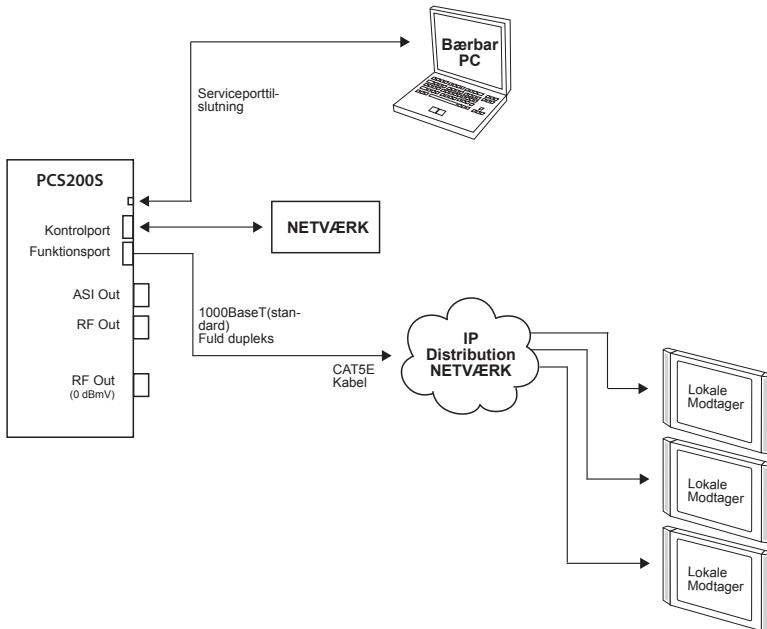 Bærbar
PC
Serviceporttil-
slutning
PCS200S
Kontrolport
Funktionsport
NETVÆRK
ASI Out
RF Out
RF Out
(0 dBmV)
1000BaseT(stan-
dard)
Fuld dupleks
CAT5E
Kabel
IP
Distribution
NETVÆRK
Lokale
Modtager
Lokale
Modtager
Lokale
Modtager